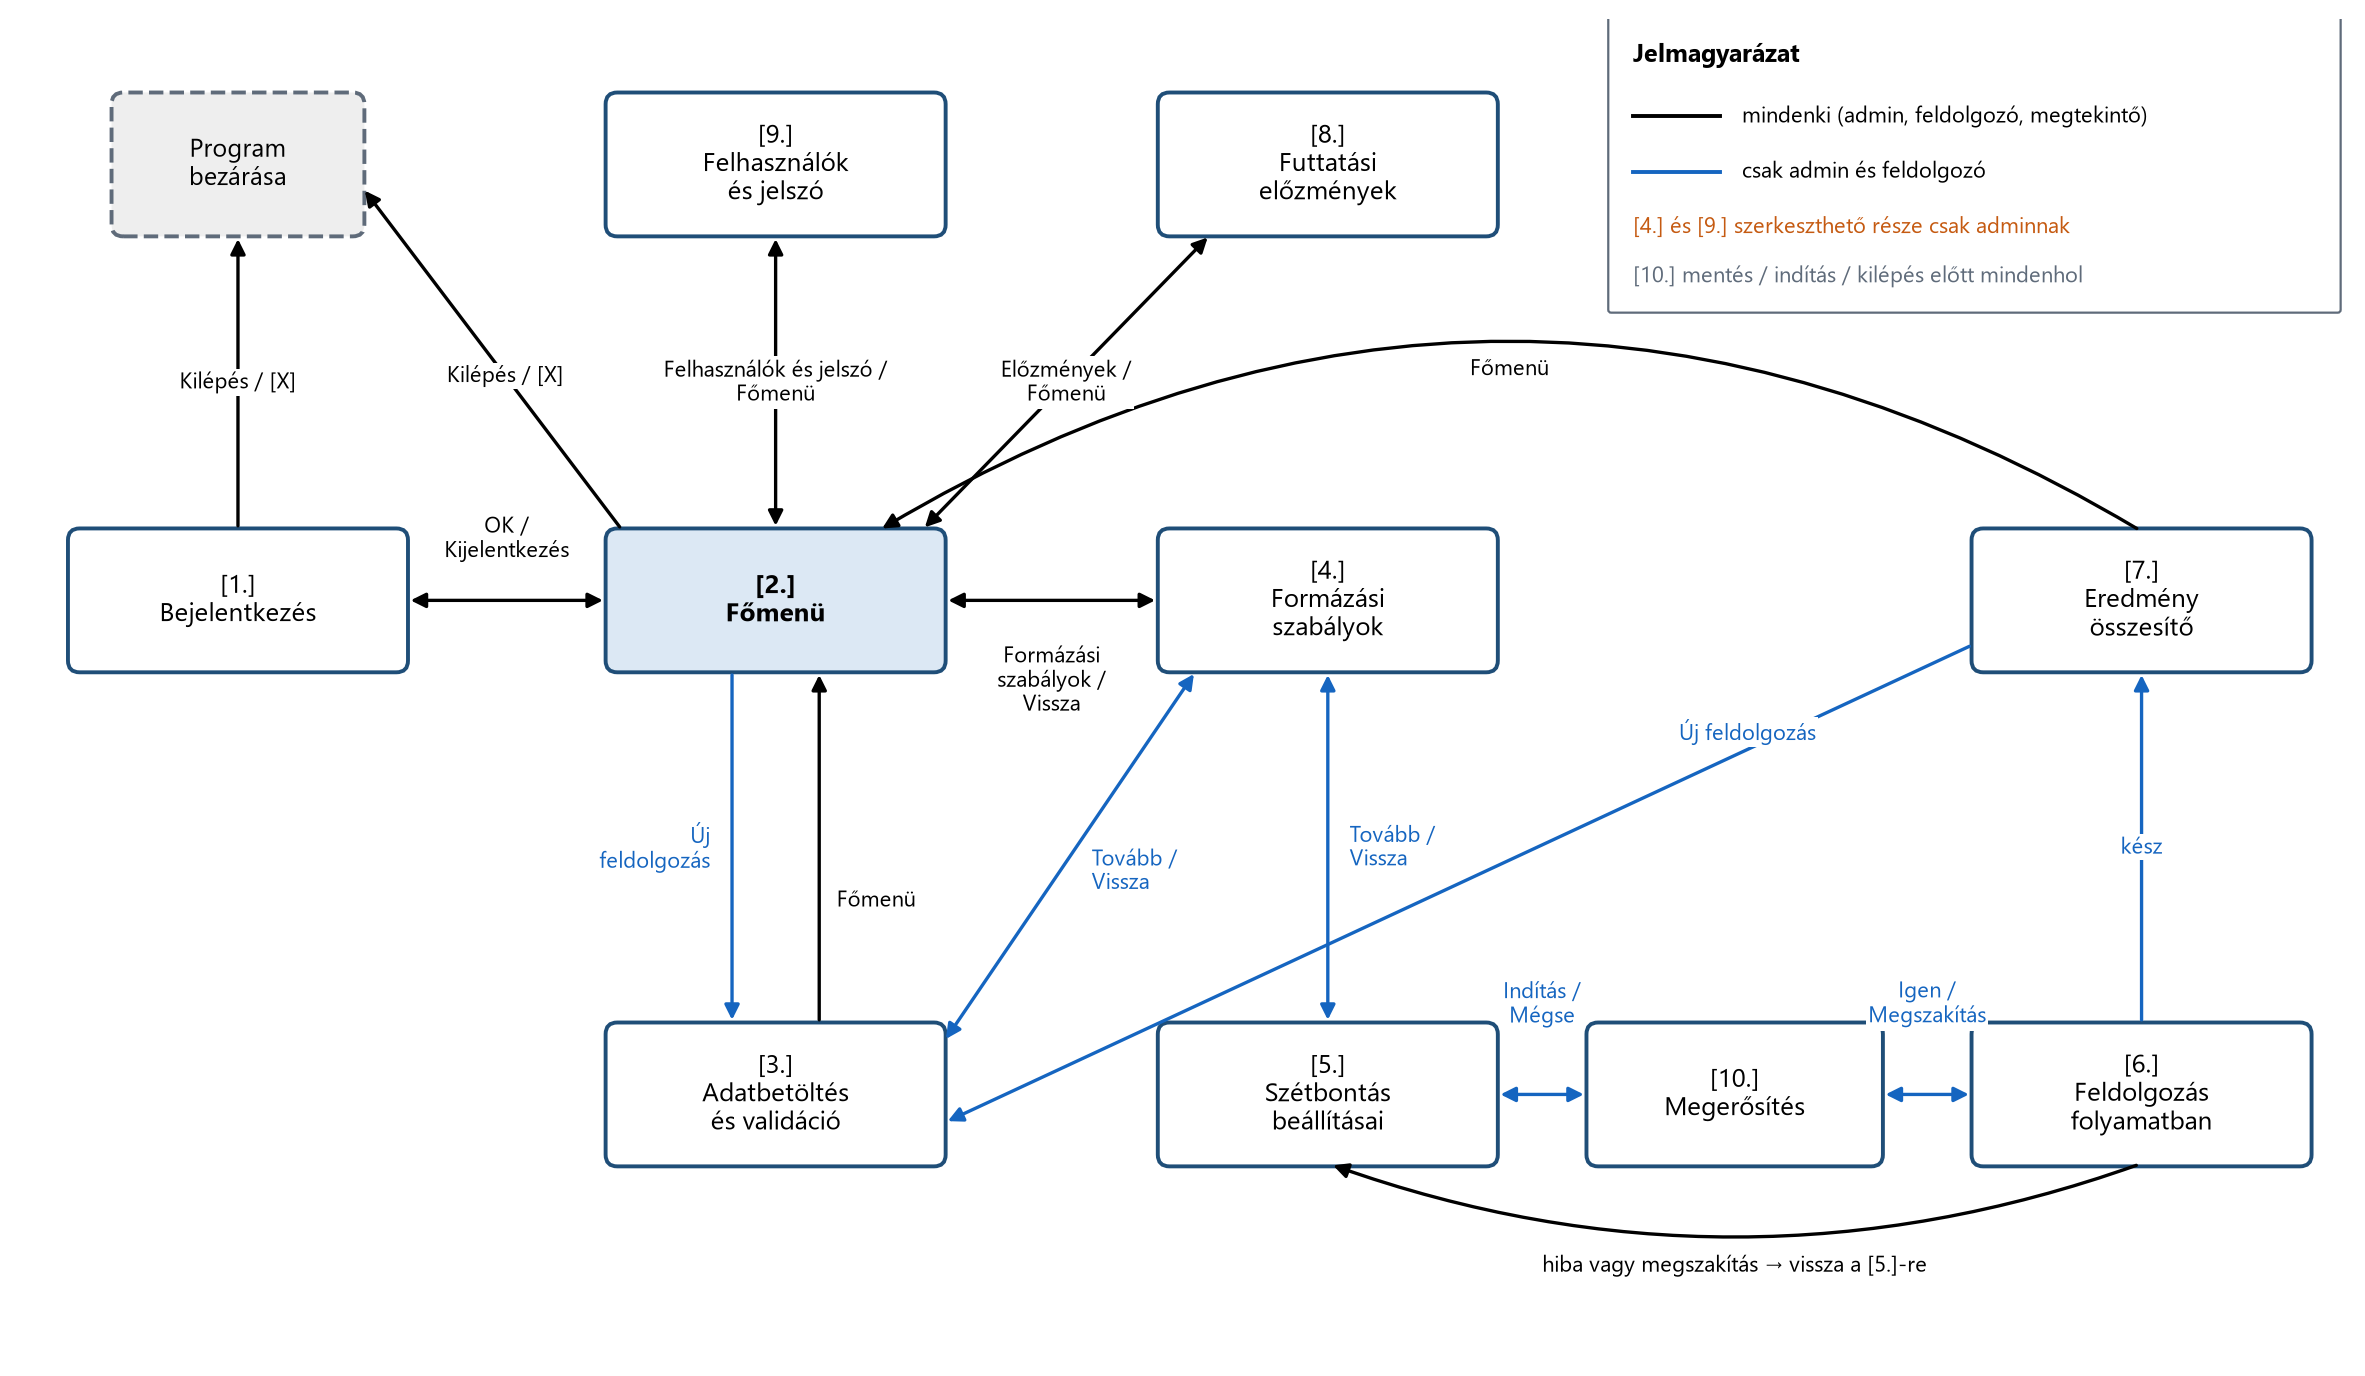 Jelmagyarázat
mindenki (admin, feldolgozó, megtekintő)
csak admin és feldolgozó
[4.] és [9.] szerkeszthető része csak adminnak
[10.] mentés / indítás / kilépés előtt mindenhol
Program
bezárása
[9.]
Felhasználók
és jelszó
[8.]
Futtatási
előzmények
Kilépés / [X]
Kilépés / [X]
Felhasználók és jelszó /
Főmenü
Előzmények /
Főmenü
Főmenü
[1.]
Bejelentkezés
OK /
Kijelentkezés
[2.]
Főmenü
Formázási
szabályok /
Vissza
[4.]
Formázási
szabályok
[7.]
Eredmény
összesítő
Új
feldolgozás
Főmenü
Tovább /
Vissza
Tovább /
Vissza
Új feldolgozás
kész
[3.]
Adatbetöltés
és validáció
[5.]
Szétbontás
beállításai
Indítás /
Mégse
[10.]
Megerősítés
Igen /
Megszakítás
[6.]
Feldolgozás
folyamatban
hiba vagy megszakítás → vissza a [5.]-re